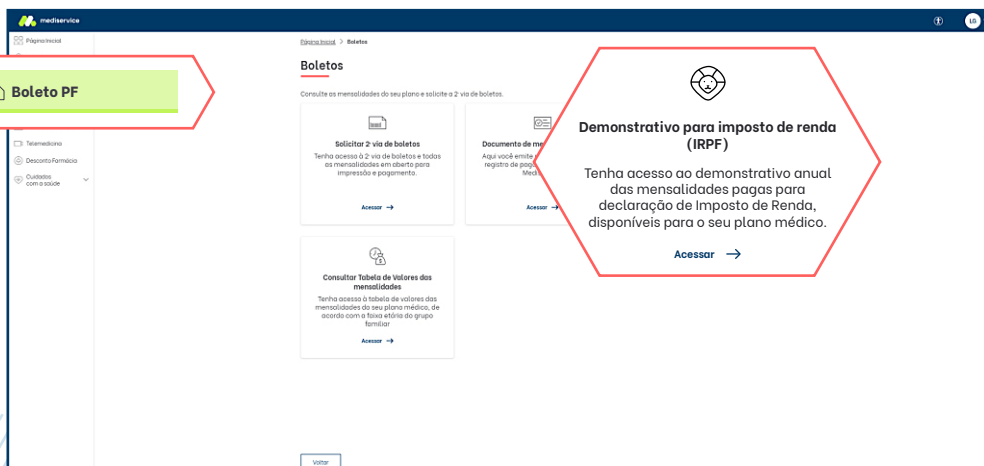 mediservice
LG
Página Inicial
Boleto PF
Telemedicina
Desconto Farmácia
Cuidados
com a saúde
Página Inicial > Boletos
Boletos
Consulte as mensalidades do seu plano e solicite a 2ª via de boletos.
Solicitar 2ª via de boletos
Tenha acesso à 2ª via de boletos e todas
as mensalidades em aberto para
impressão e pagamento.
Acessar
Documento de
Aqui você emite
registro de
Acessar
Demonstrativo para imposto de renda
(IRPF)
Tenha acesso ao demonstrativo anual
das mensalidades pagas para
declaração de Imposto de Renda,
disponíveis para o seu plano médico.
Acessar
Consultar Tabela de Valores das
mensalidades
Tenha acesso à tabela de valores das
mensalidades do seu plano médico, de
acordo com a faixa etária do grupo
familiar
Acessar
Voltar